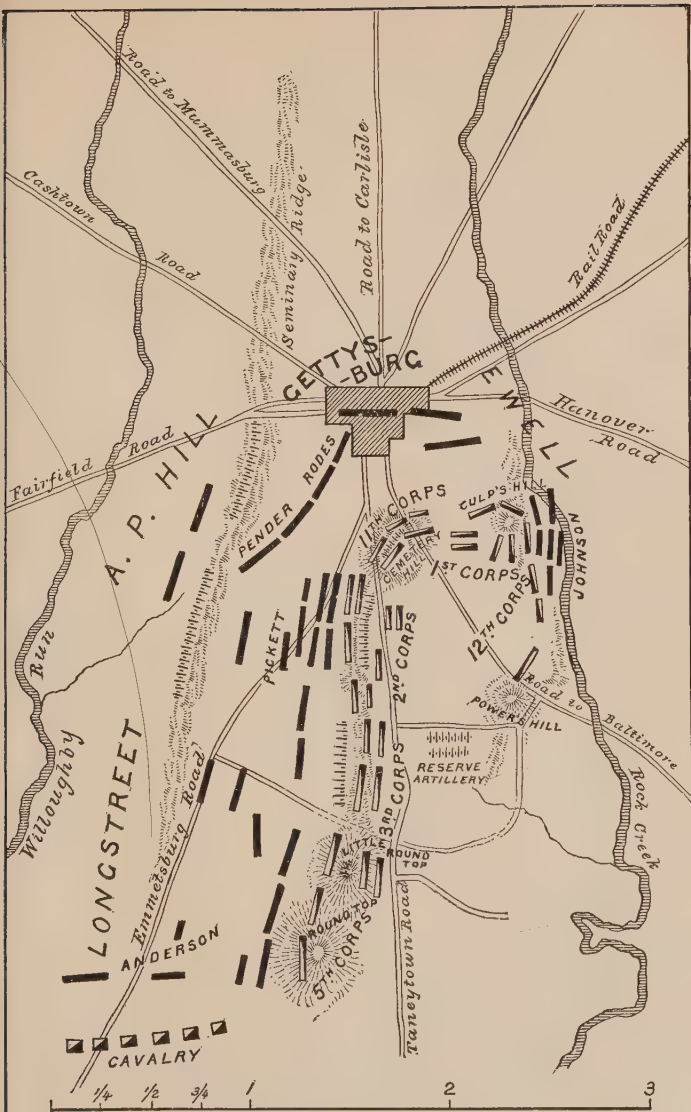 Road to Mummasburg
Seminary Ridge
Road to Carlisle
Rail Road
Cashtown
Road
GETTYS-
-BURG
EWELL
Hanover
Road
Fairfield Road
A. P. HILL
PENDER RODES
11TH CORPS
CEMETERY
HILL
CULP'S HILL
1ST CORPS
12TH CORPS
JOHNSON
Willoughby Run
PICKETT
2ND CORPS
Road to
Baltimore
POWER'S HILL
RESERVE
ARTILLERY
LONGSTREET
Emmetsburg Road
3RD CORPS
LITTLE
ROUND
TOP
ROUND TOP
5TH CORPS
Taneytown Road
Rock Creek
ANDERSON
CAVALRY
1/4 1/2 3/4 1 2 3